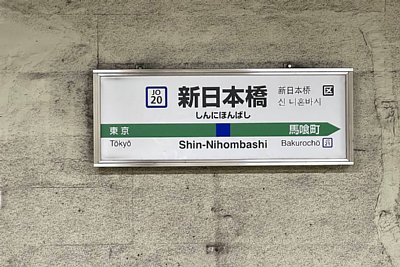 JO
20
新日本橋
しんにほんばし
新日本桥
신니혼바시
区
東京
Tōkyō
Shin-Nihombashi
馬喰町
Bakurochō